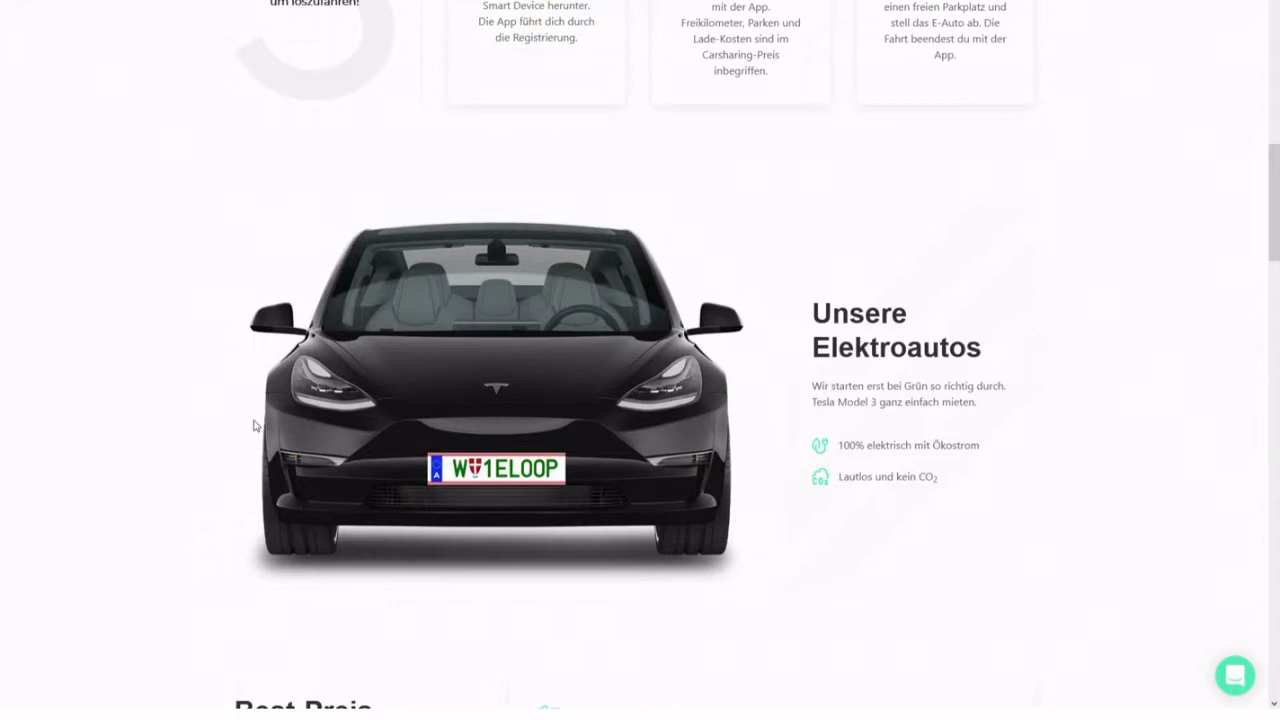 um loszufahren!
Smart Device herunter.
Die App führt dich durch
die Registrierung.
mit der App.
Freikilometer, Parken und
Lade-Kosten sind im
Carsharing-Preis
inbegriffen.
einen freien Parkplatz und
stell das E-Auto ab. Die
Fahrt beendest du mit der
App.
A W 1ELOOP
Unsere
Elektroautos
Wir starten erst bei Grün so richtig durch.
Tesla Model 3 ganz einfach mieten.
100% elektrisch mit Ökostrom
Lautlos und kein CO₂
Best Preis